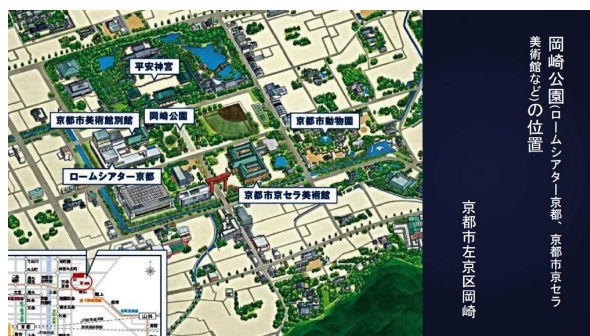 岡崎公園(ロームシアター京都、京都市京セラ
美術館など)の位置
京都市左京区岡崎
平安神宮
京都市美術館別館
岡崎公園
京都市動物園
ロームシアター京都
京都市京セラ美術館